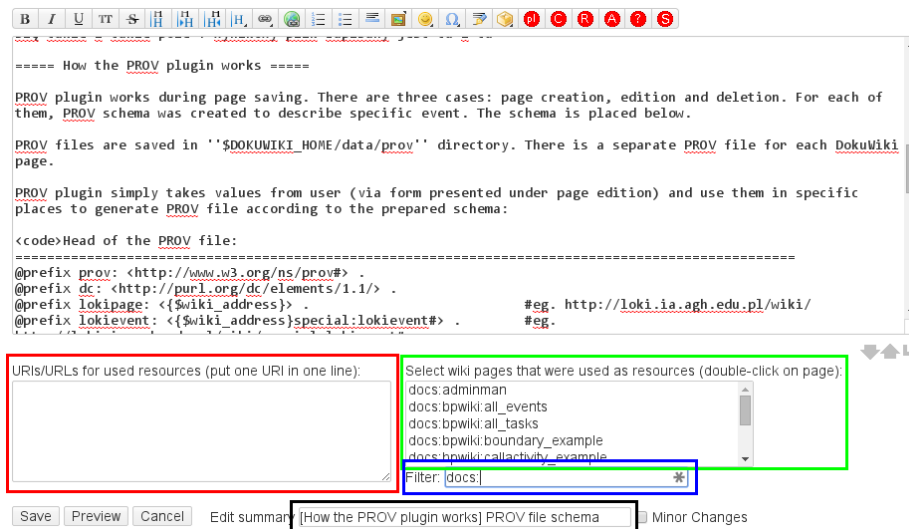 B I U TT S H H H H,
pl C R A ? S
===== How the PROV plugin works =====
PROV plugin works during page saving. There are three cases: page creation, edition and deletion. For each of
them, PROV schema was created to describe specific event. The schema is placed below.
PROV files are saved in ''$DOKUWIKI_HOME/data/prov'' directory. There is a separate PROV file for each DokuWiki
page.
PROV plugin simply takes values from user (via form presented under page edition) and use them in specific
places to generate PROV file according to the prepared schema:
<code>Head of the PROV file:
==========================================================================================
@prefix prov: <http://www.w3.org/ns/prov#> .
@prefix dc: <http://purl.org/dc/elements/1.1/> .
@prefix lokipage: <{$wiki_address}> . #eg. http://loki.ia.agh.edu.pl/wiki/
@prefix lokievent: <{$wiki_address}special:lokievent#> . #eg.
URIs/URLs for used resources (put one URI in one line):
Select wiki pages that were used as resources (double-click on page):
docs:adminman
docs:bpwiki:all_events
docs:bpwiki:all_tasks
docs:bpwiki:boundary_example
docs:bpwiki:callactivity_example
Filter: docs:
Save Preview Cancel Edit summary [How the PROV plugin works] PROV file schema Minor Changes